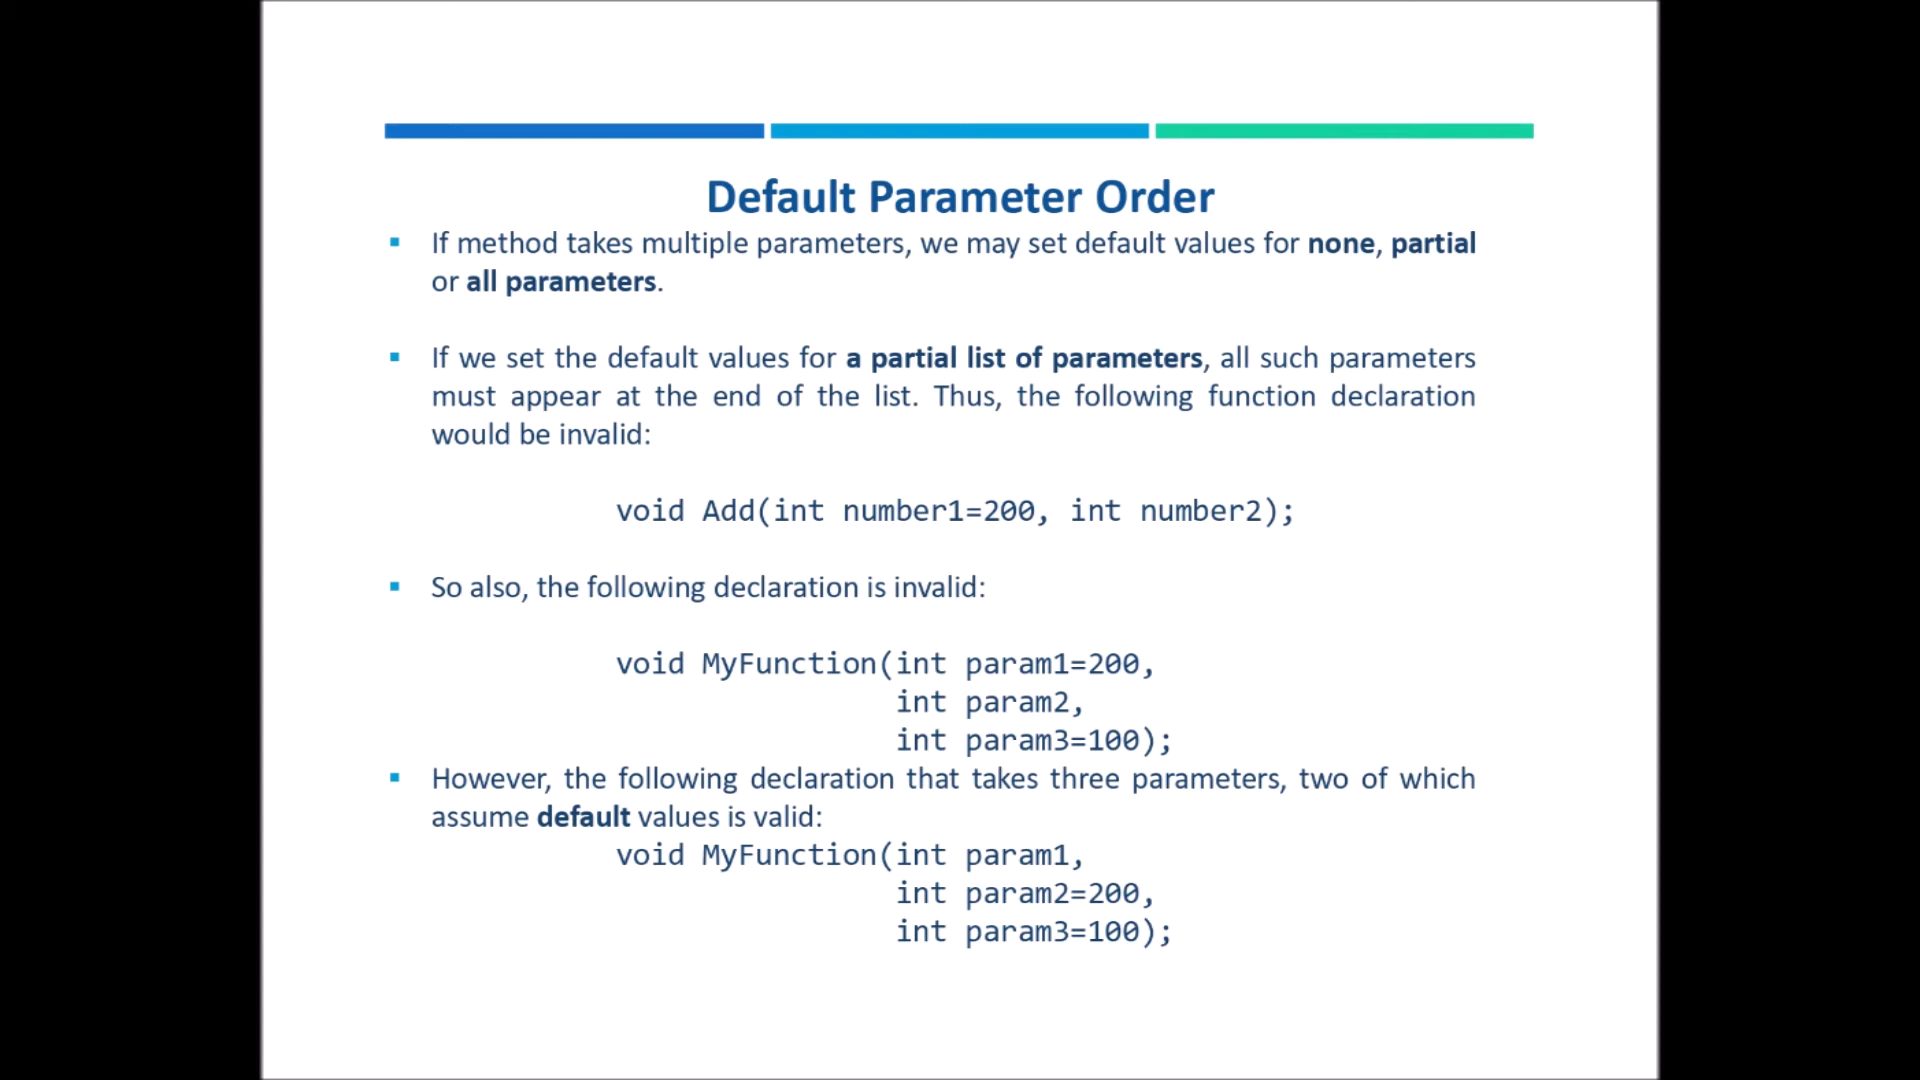 Default Parameter Order
If method takes multiple parameters, we may set default values for none, partial
or all parameters.
If we set the default values for a partial list of parameters, all such parameters
must appear at the end of the list. Thus, the following function declaration
would be invalid:
void Add(int number1=200, int number2);
So also, the following declaration is invalid:
void MyFunction(int param1=200,
int param2,
int param3=100);
However, the following declaration that takes three parameters, two of which
assume default values is valid:
void MyFunction(int param1,
int param2=200,
int param3=100);